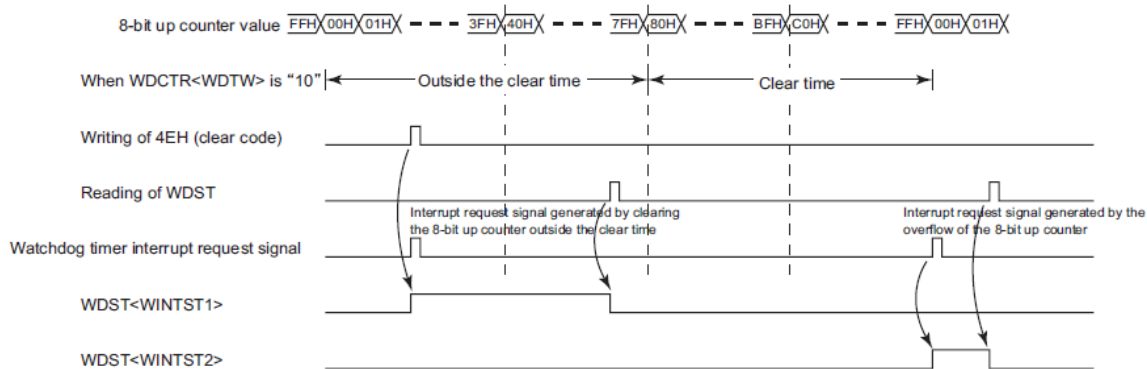 8-bit up counter value FFH 00H 01H 3FH 40H 7FH 80H BFH C0H FFH 00H 01H
When WDCTR<WDTW> is “10” Outside the clear time Clear time
Writing of 4EH (clear code)
Reading of WDST
Interrupt request signal generated by clearing
the 8-bit up counter outside the clear time
Interrupt request signal generated by the
overflow of the 8-bit up counter
Watchdog timer interrupt request signal
WDST<WINTST1>
WDST<WINTST2>